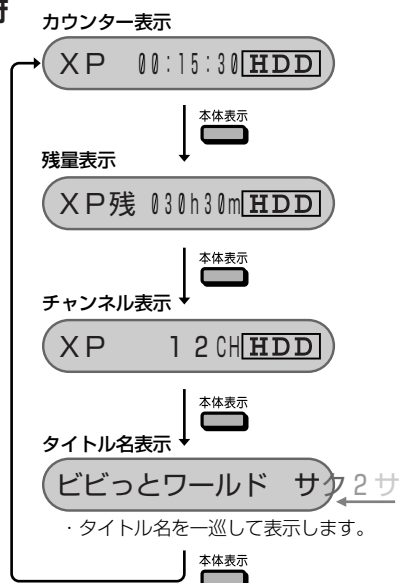 カウンター表示
XP 00:15:30 HDD
本体表示
残量表示
XP残 030h30m HDD
本体表示
チャンネル表示
XP 12CH HDD
本体表示
タイトル名表示
ビビっとワールド サク2サ
・タイトル名を一巡して表示します。
本体表示